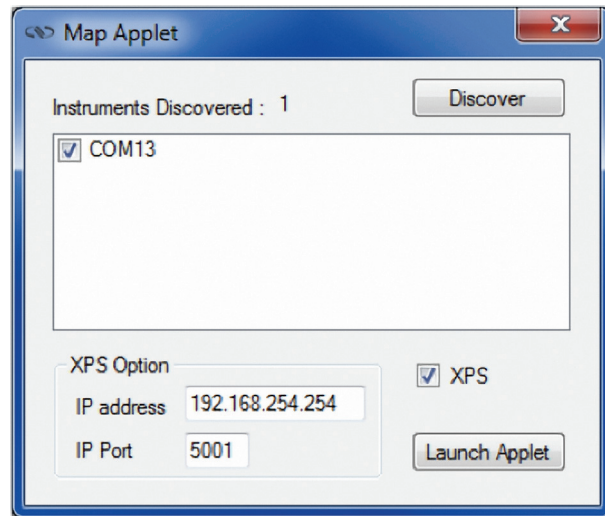 Map Applet
Instruments Discovered : 1
Discover
COM13
XPS Option
IP address 192.168.254.254
IP Port 5001
XPS
Launch Applet